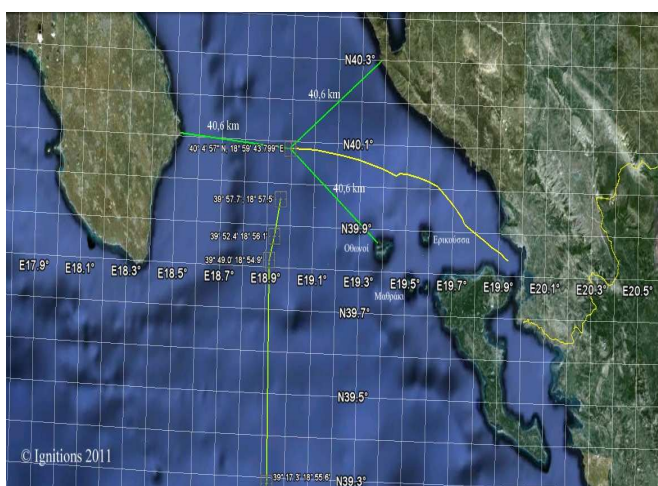 N40.3°
40,6 km
40,6 km
40° 4' 57" N, 18° 59' 43.799" E
N40.1°
40,6 km
39° 57.7', 18° 57.5'
N39.9°
39° 52.4' 18° 56.1'
Οθωνοί
Ερικούσσα
39° 49.0' 18° 54.9'
E17.9° E18.1° E18.3° E18.5° E18.7° E18.9° E19.1° E19.3° E19.5° E19.7° E19.9° E20.1° E20.3° E20.5°
Μαθράκι
N39.7°
N39.5°
© Ignitions 2011
39° 17.3' 18° 55.6'
N39.3°